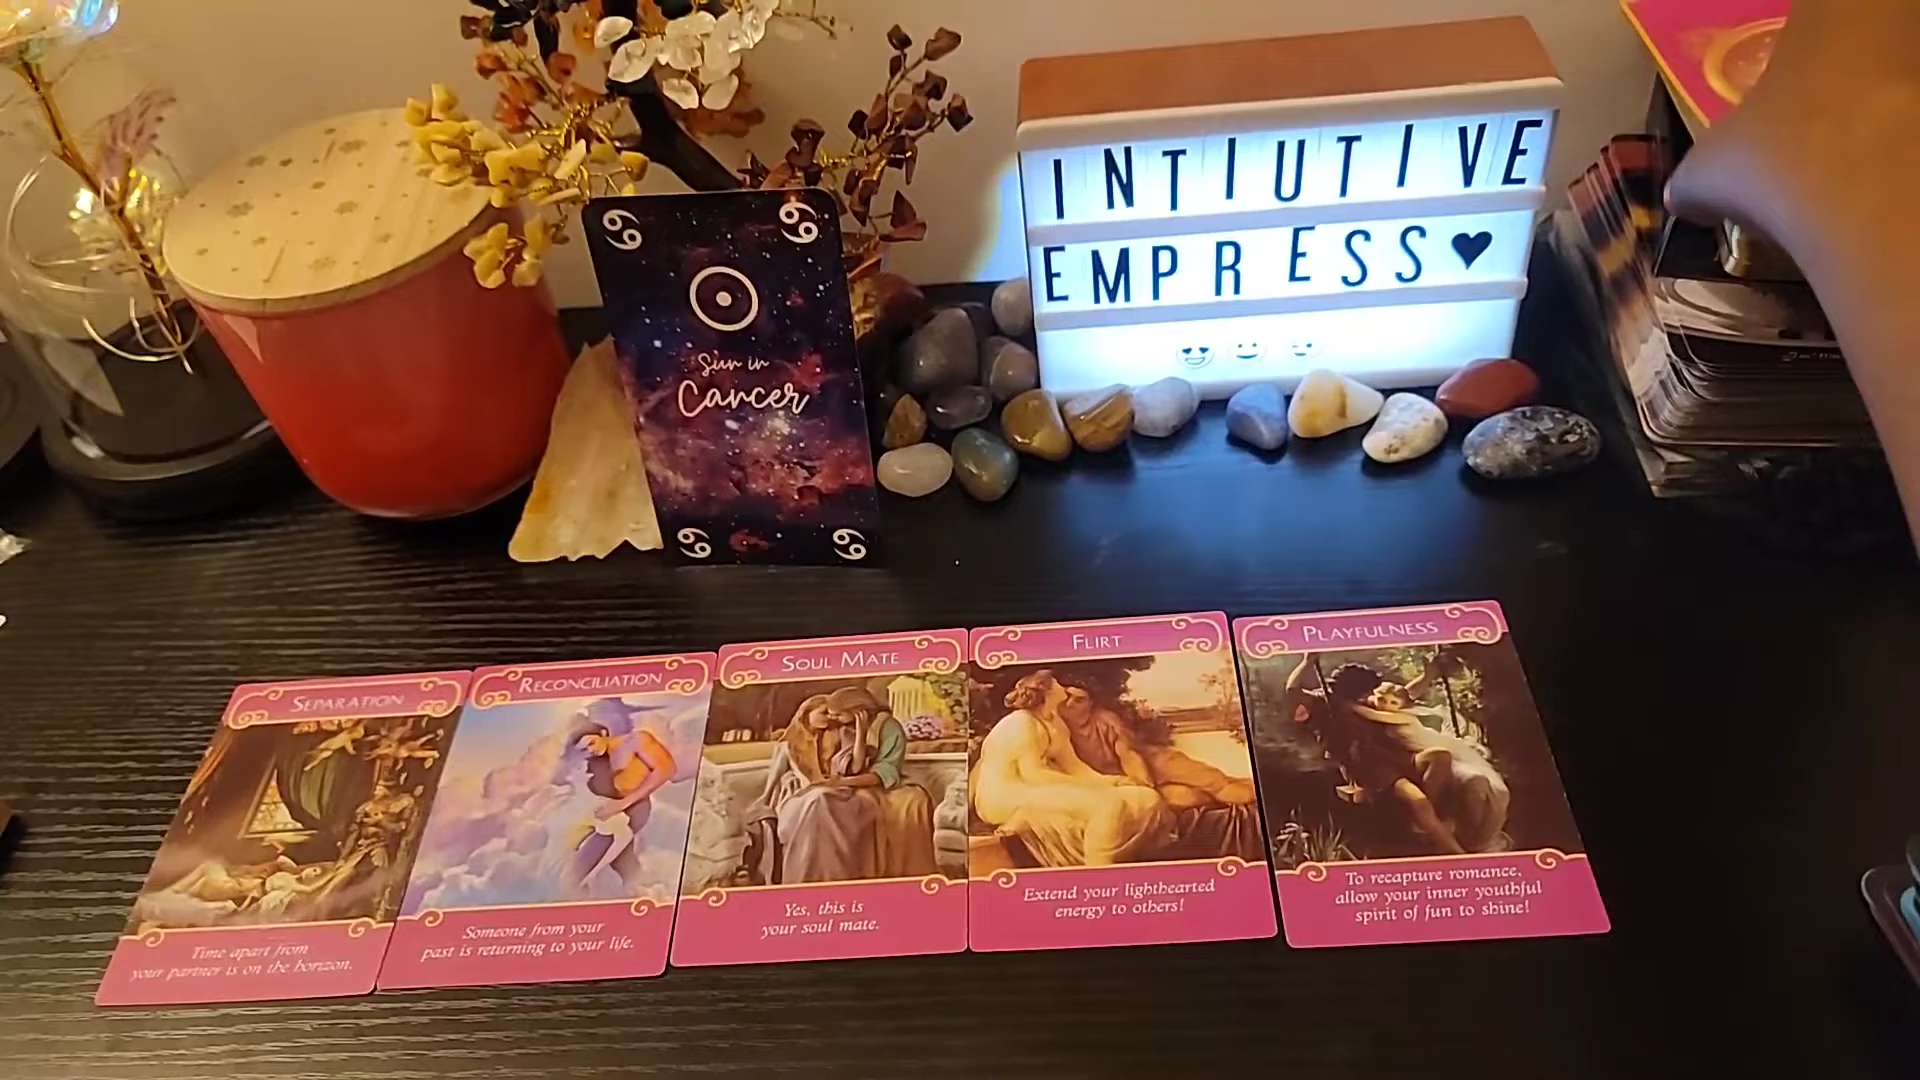 INTIUTIVE
EMPRESS♥
Sun in
Cancer
SEPARATION
Time apart from
your partner is on the horizon.
RECONCILIATION
Someone from your
past is returning to your life.
SOUL MATE
Yes, this is
your soul mate.
FLIRT
Extend your lighthearted
energy to others!
PLAYFULNESS
To recapture romance,
allow your inner youthful
spirit of fun to shine!